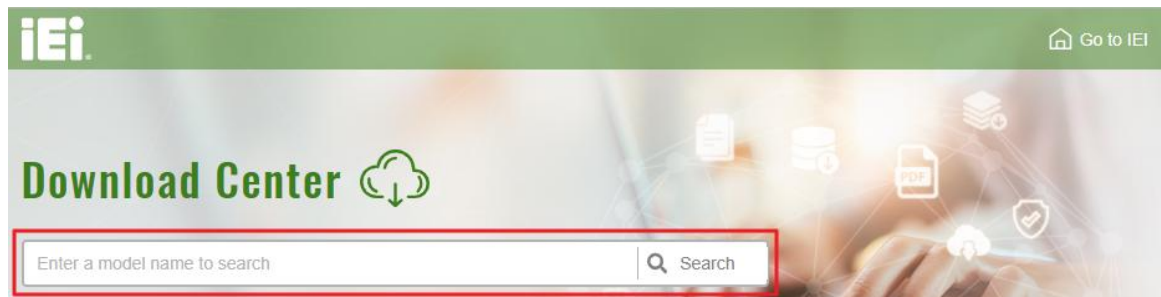 iEi.
Go to IEI
PDF
Download Center
Enter a model name to search
Search